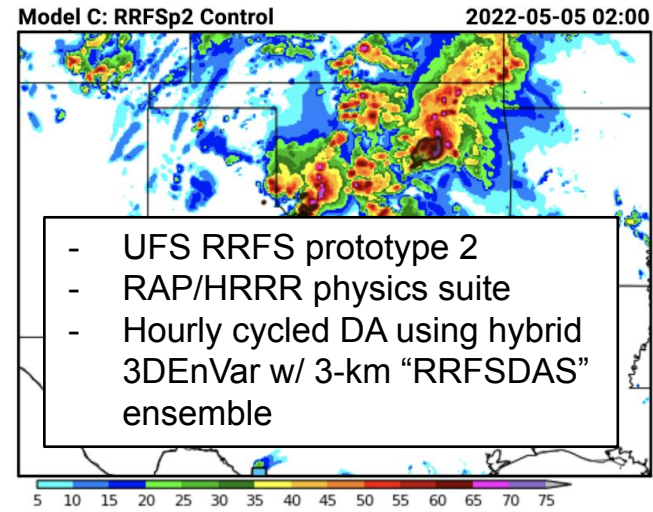 Model C: RRFSp2 Control 2022-05-05 02:00
- UFS RRFS prototype 2
- RAP/HRRR physics suite
- Hourly cycled DA using hybrid
3DEnVar w/ 3-km “RRFSDAS”
ensemble
5 10 15 20 25 30 35 40 45 50 55 60 65 70 75